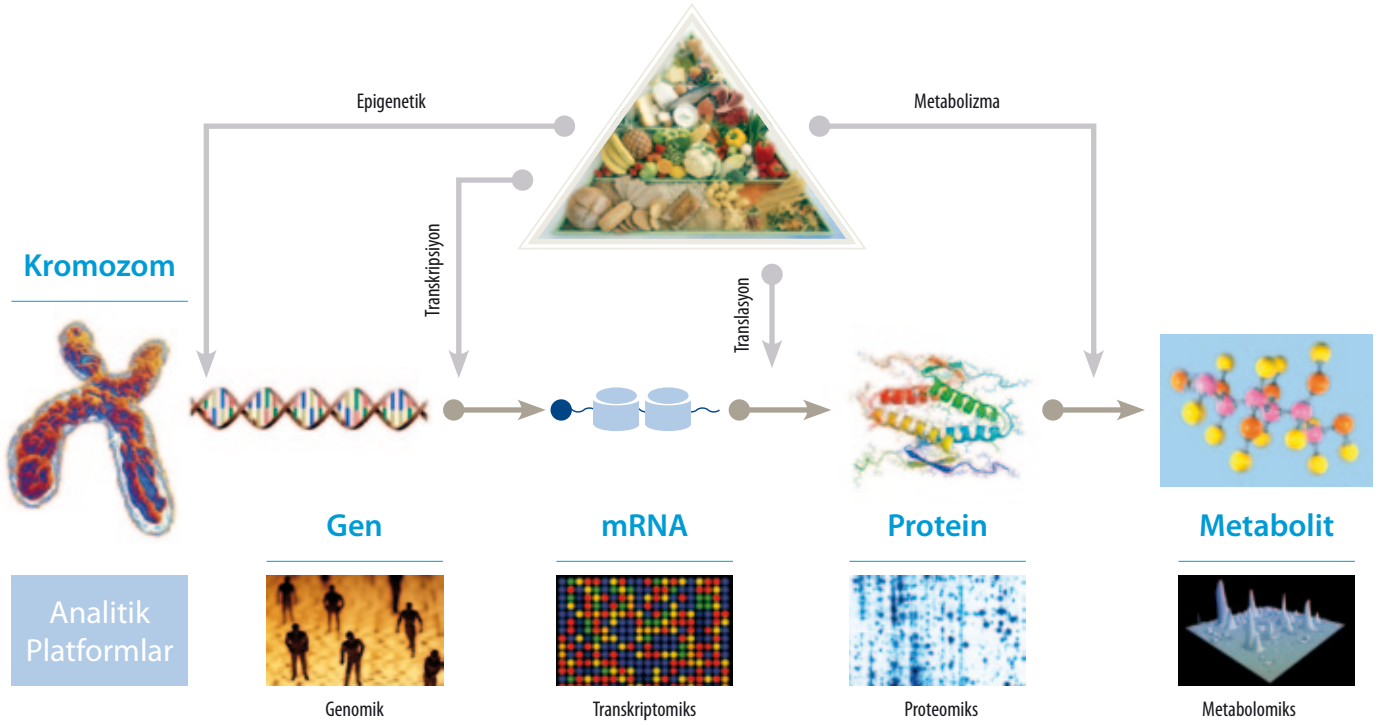 Epigenetik
Metabolizma
Transkripsiyon
Translasyon
Kromozom
Gen
mRNA
Protein
Metabolit
Analitik
Platformlar
Genomik
Transkriptomiks
Proteomiks
Metabolomiks